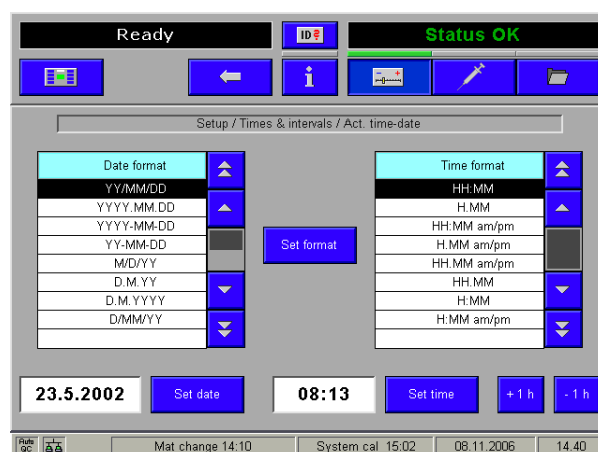 Ready
ID
Status OK
i
Setup / Times & intervals / Act. time-date
Date format
YY/MM/DD
YYYY.MM.DD
YYYY-MM-DD
YY-MM-DD
M/D/YY
D.M.YY
D.M.YYYY
D/MM/YY
Set format
Time format
HH:MM
H.MM
HH:MM am/pm
H.MM am/pm
HH.MM am/pm
HH.MM
H:MM
H:MM am/pm
23.5.2002
Set date
08:13
Set time
+ 1 h
- 1 h
Auto QC
Mat change 14:10
System cal 15:02
08.11.2006
14.40